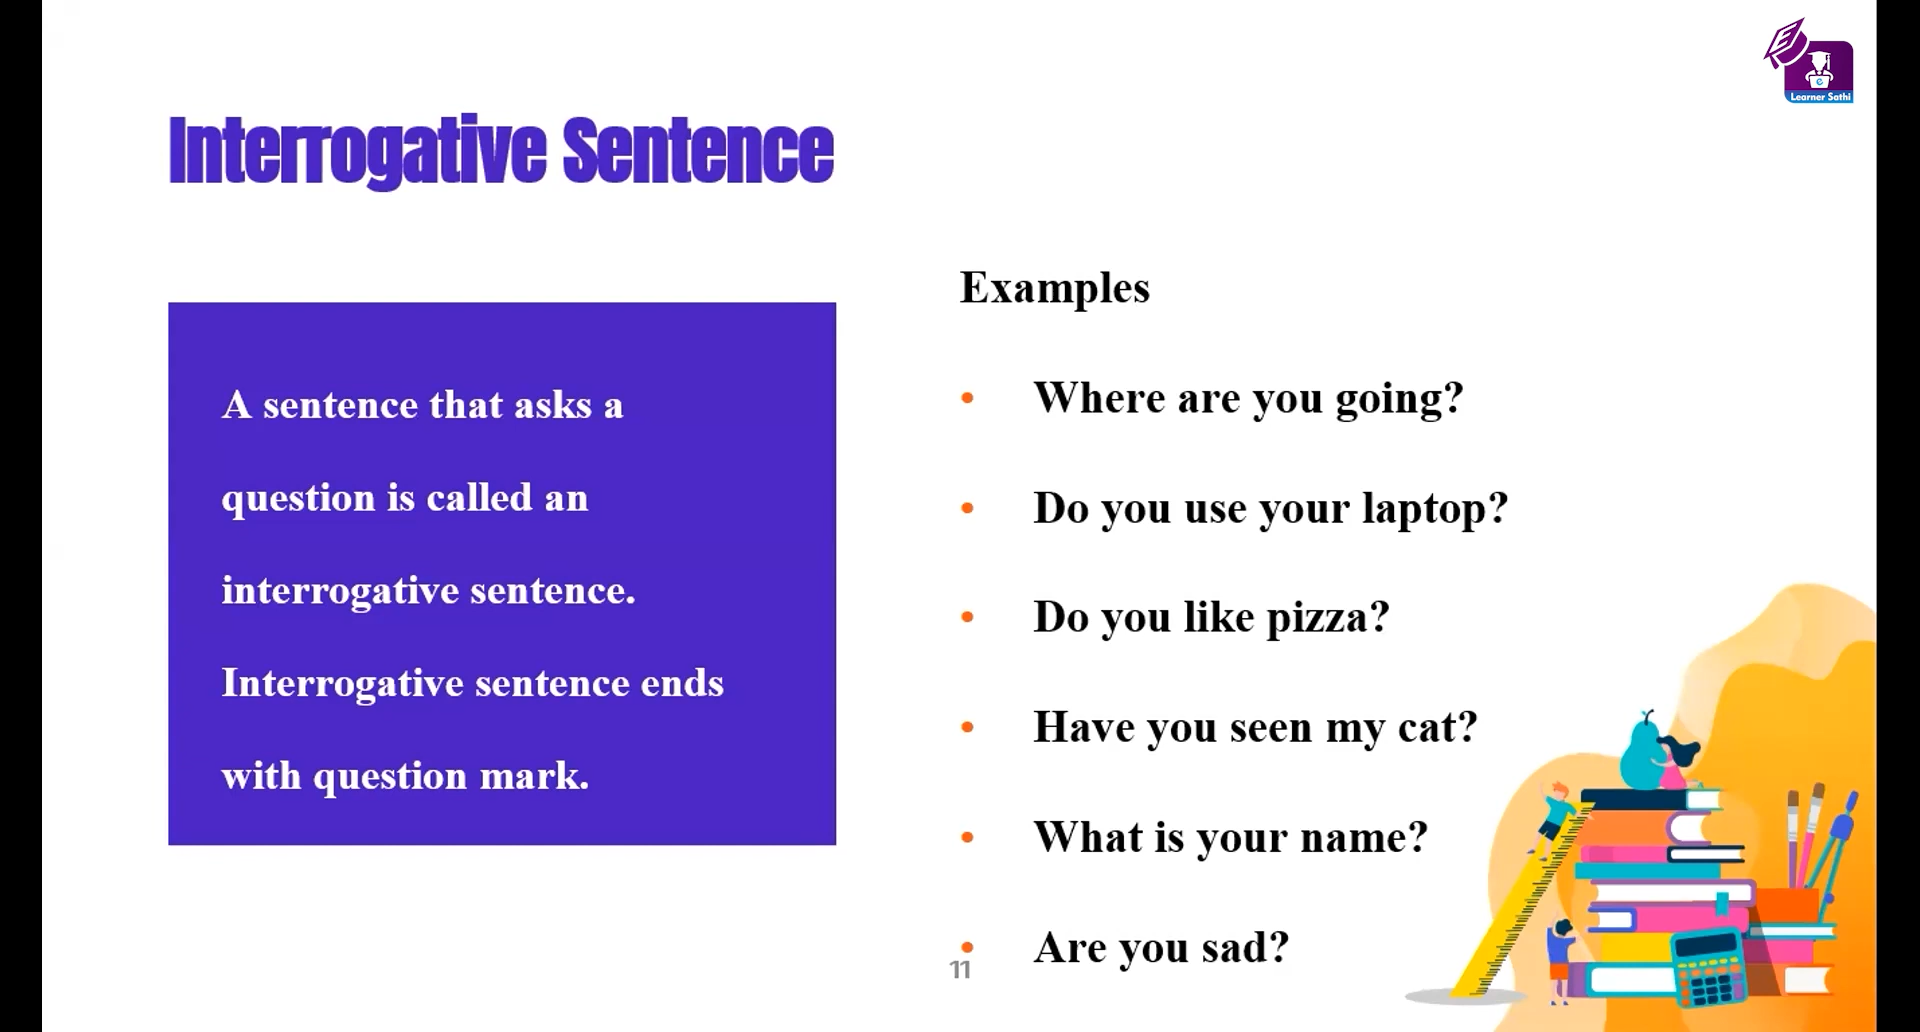 Learner Sathi
Interrogative Sentence
A sentence that asks a
question is called an
interrogative sentence.
Interrogative sentence ends
with question mark.
Examples
• Where are you going?
• Do you use your laptop?
• Do you like pizza?
• Have you seen my cat?
• What is your name?
• Are you sad?
11